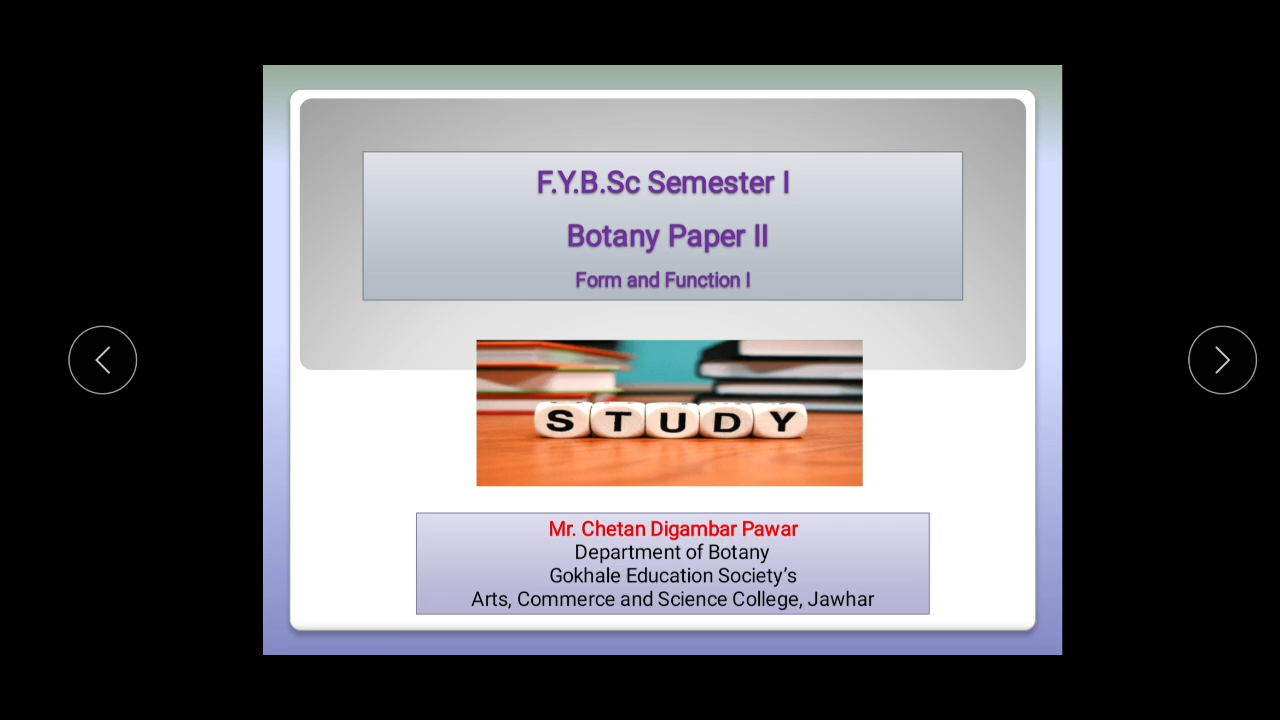 F.Y.B.Sc Semester I
Botany Paper II
Form and Function I
STUDY
Mr. Chetan Digambar Pawar
Department of Botany
Gokhale Education Society’s
Arts, Commerce and Science College, Jawhar